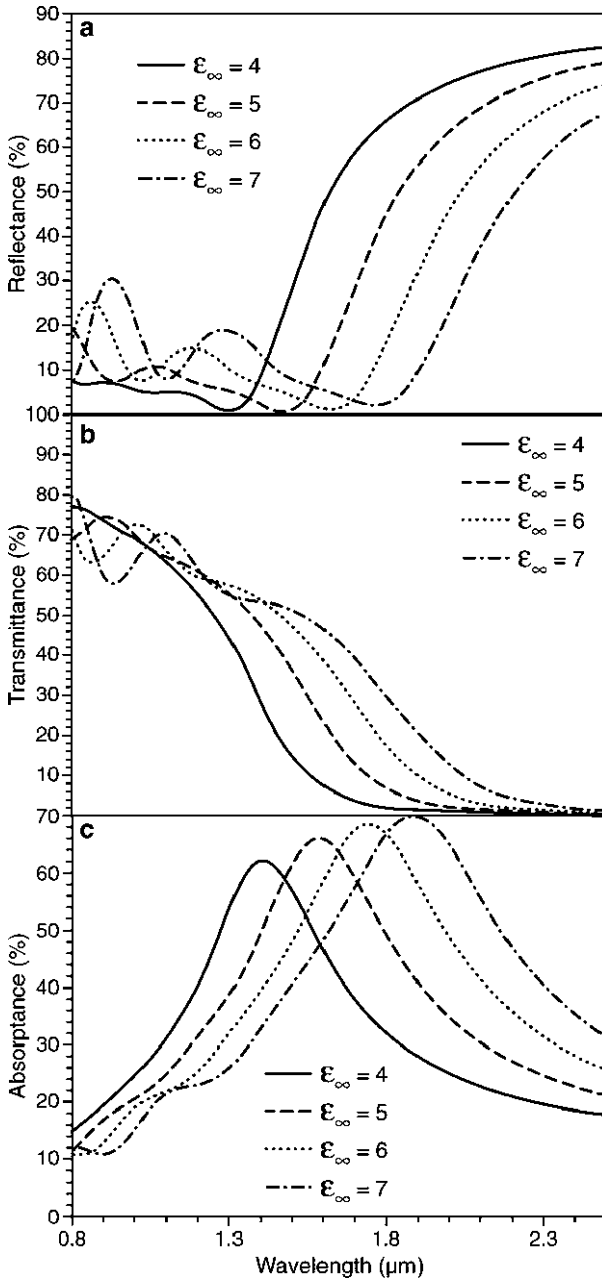 90
a
80
70
60
50
40
30
20
10
Reflectance (%)
ε∞ = 4
ε∞ = 5
ε∞ = 6
ε∞ = 7
100
b
90
80
70
60
50
40
30
20
10
Transmittance (%)
ε∞ = 4
ε∞ = 5
ε∞ = 6
ε∞ = 7
70
c
60
50
40
30
20
10
0
Absorptance (%)
ε∞ = 4
ε∞ = 5
ε∞ = 6
ε∞ = 7
0.8
1.3
1.8
2.3
Wavelength (µm)